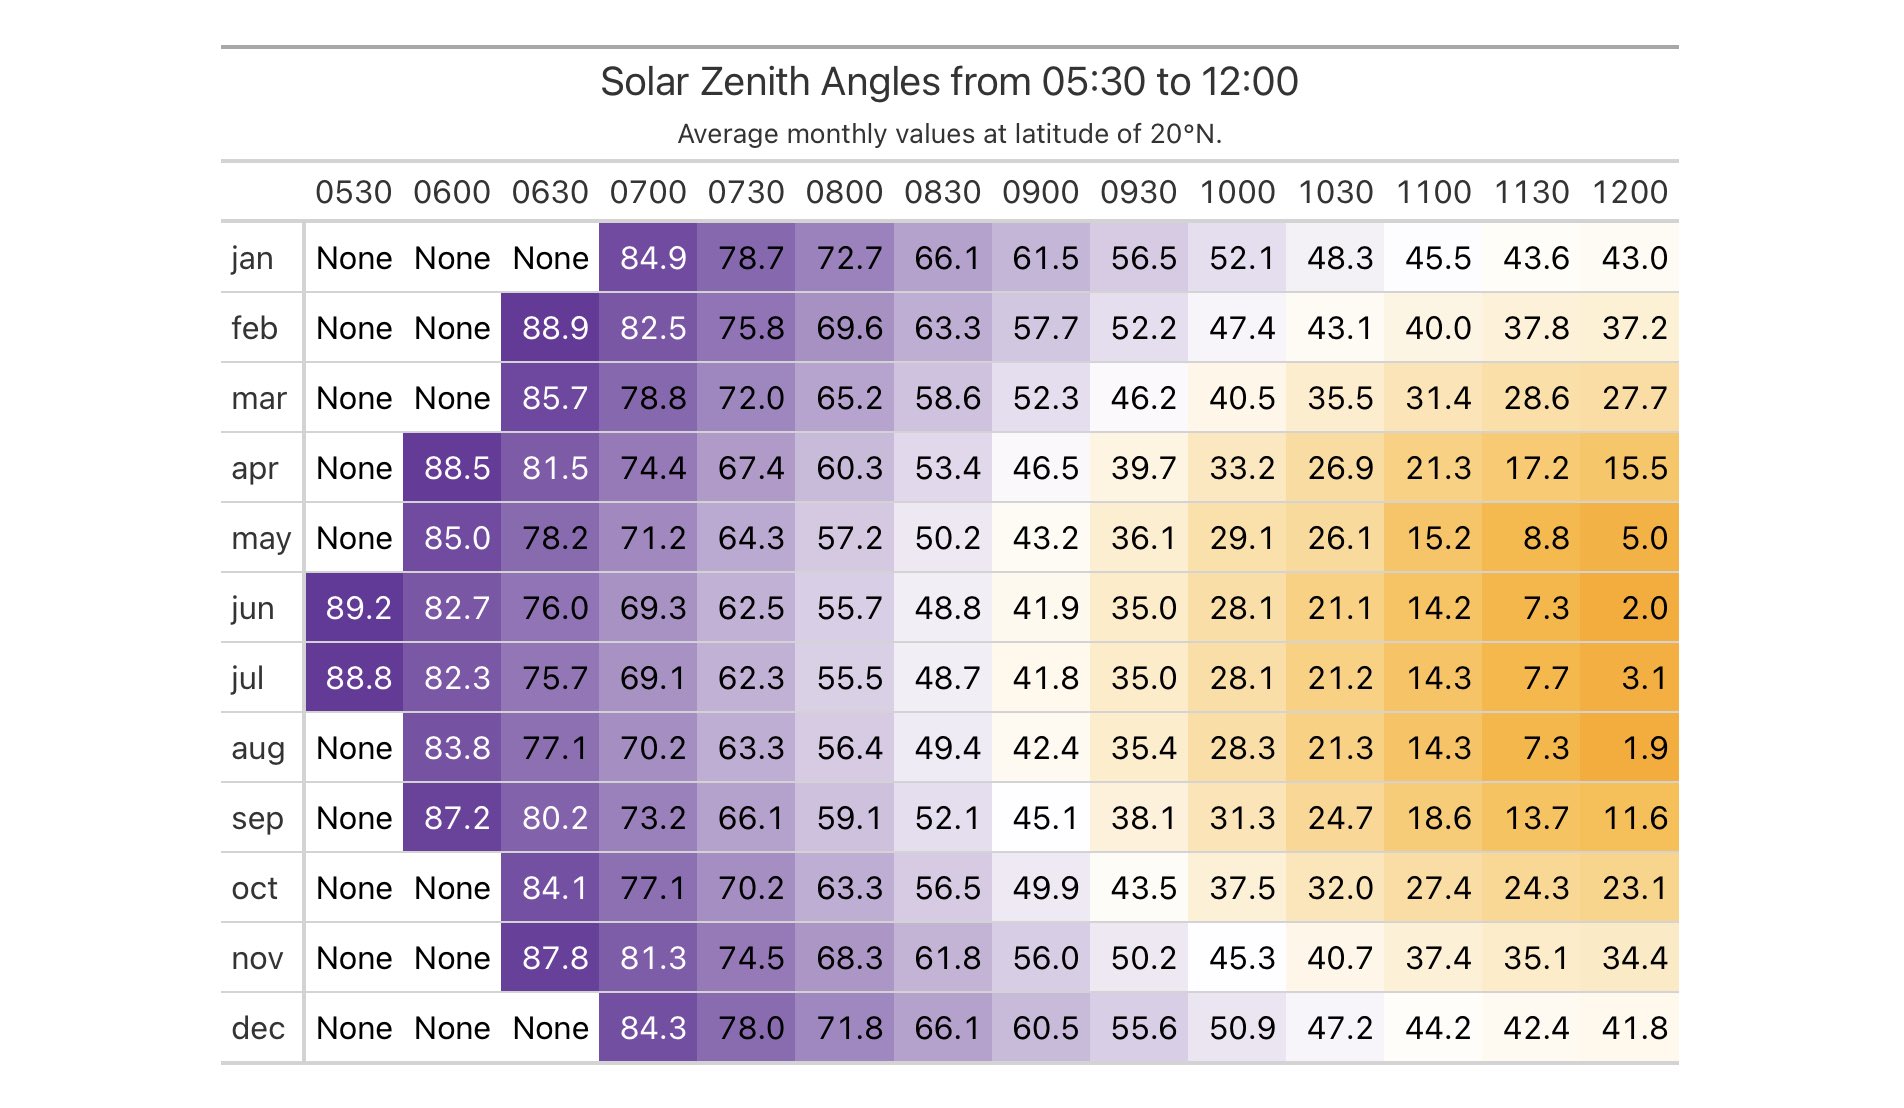 Solar Zenith Angles from 05:30 to 12:00
Average monthly values at latitude of 20°N.
0530 0600 0630 0700 0730 0800 0830 0900 0930 1000 1030 1100 1130 1200
jan None None None 84.9 78.7 72.7 66.1 61.5 56.5 52.1 48.3 45.5 43.6 43.0
feb None None 88.9 82.5 75.8 69.6 63.3 57.7 52.2 47.4 43.1 40.0 37.8 37.2
mar None None 85.7 78.8 72.0 65.2 58.6 52.3 46.2 40.5 35.5 31.4 28.6 27.7
apr None 88.5 81.5 74.4 67.4 60.3 53.4 46.5 39.7 33.2 26.9 21.3 17.2 15.5
may None 85.0 78.2 71.2 64.3 57.2 50.2 43.2 36.1 29.1 26.1 15.2 8.8 5.0
jun 89.2 82.7 76.0 69.3 62.5 55.7 48.8 41.9 35.0 28.1 21.1 14.2 7.3 2.0
jul 88.8 82.3 75.7 69.1 62.3 55.5 48.7 41.8 35.0 28.1 21.2 14.3 7.7 3.1
aug None 83.8 77.1 70.2 63.3 56.4 49.4 42.4 35.4 28.3 21.3 14.3 7.3 1.9
sep None 87.2 80.2 73.2 66.1 59.1 52.1 45.1 38.1 31.3 24.7 18.6 13.7 11.6
oct None None 84.1 77.1 70.2 63.3 56.5 49.9 43.5 37.5 32.0 27.4 24.3 23.1
nov None None 87.8 81.3 74.5 68.3 61.8 56.0 50.2 45.3 40.7 37.4 35.1 34.4
dec None None None 84.3 78.0 71.8 66.1 60.5 55.6 50.9 47.2 44.2 42.4 41.8